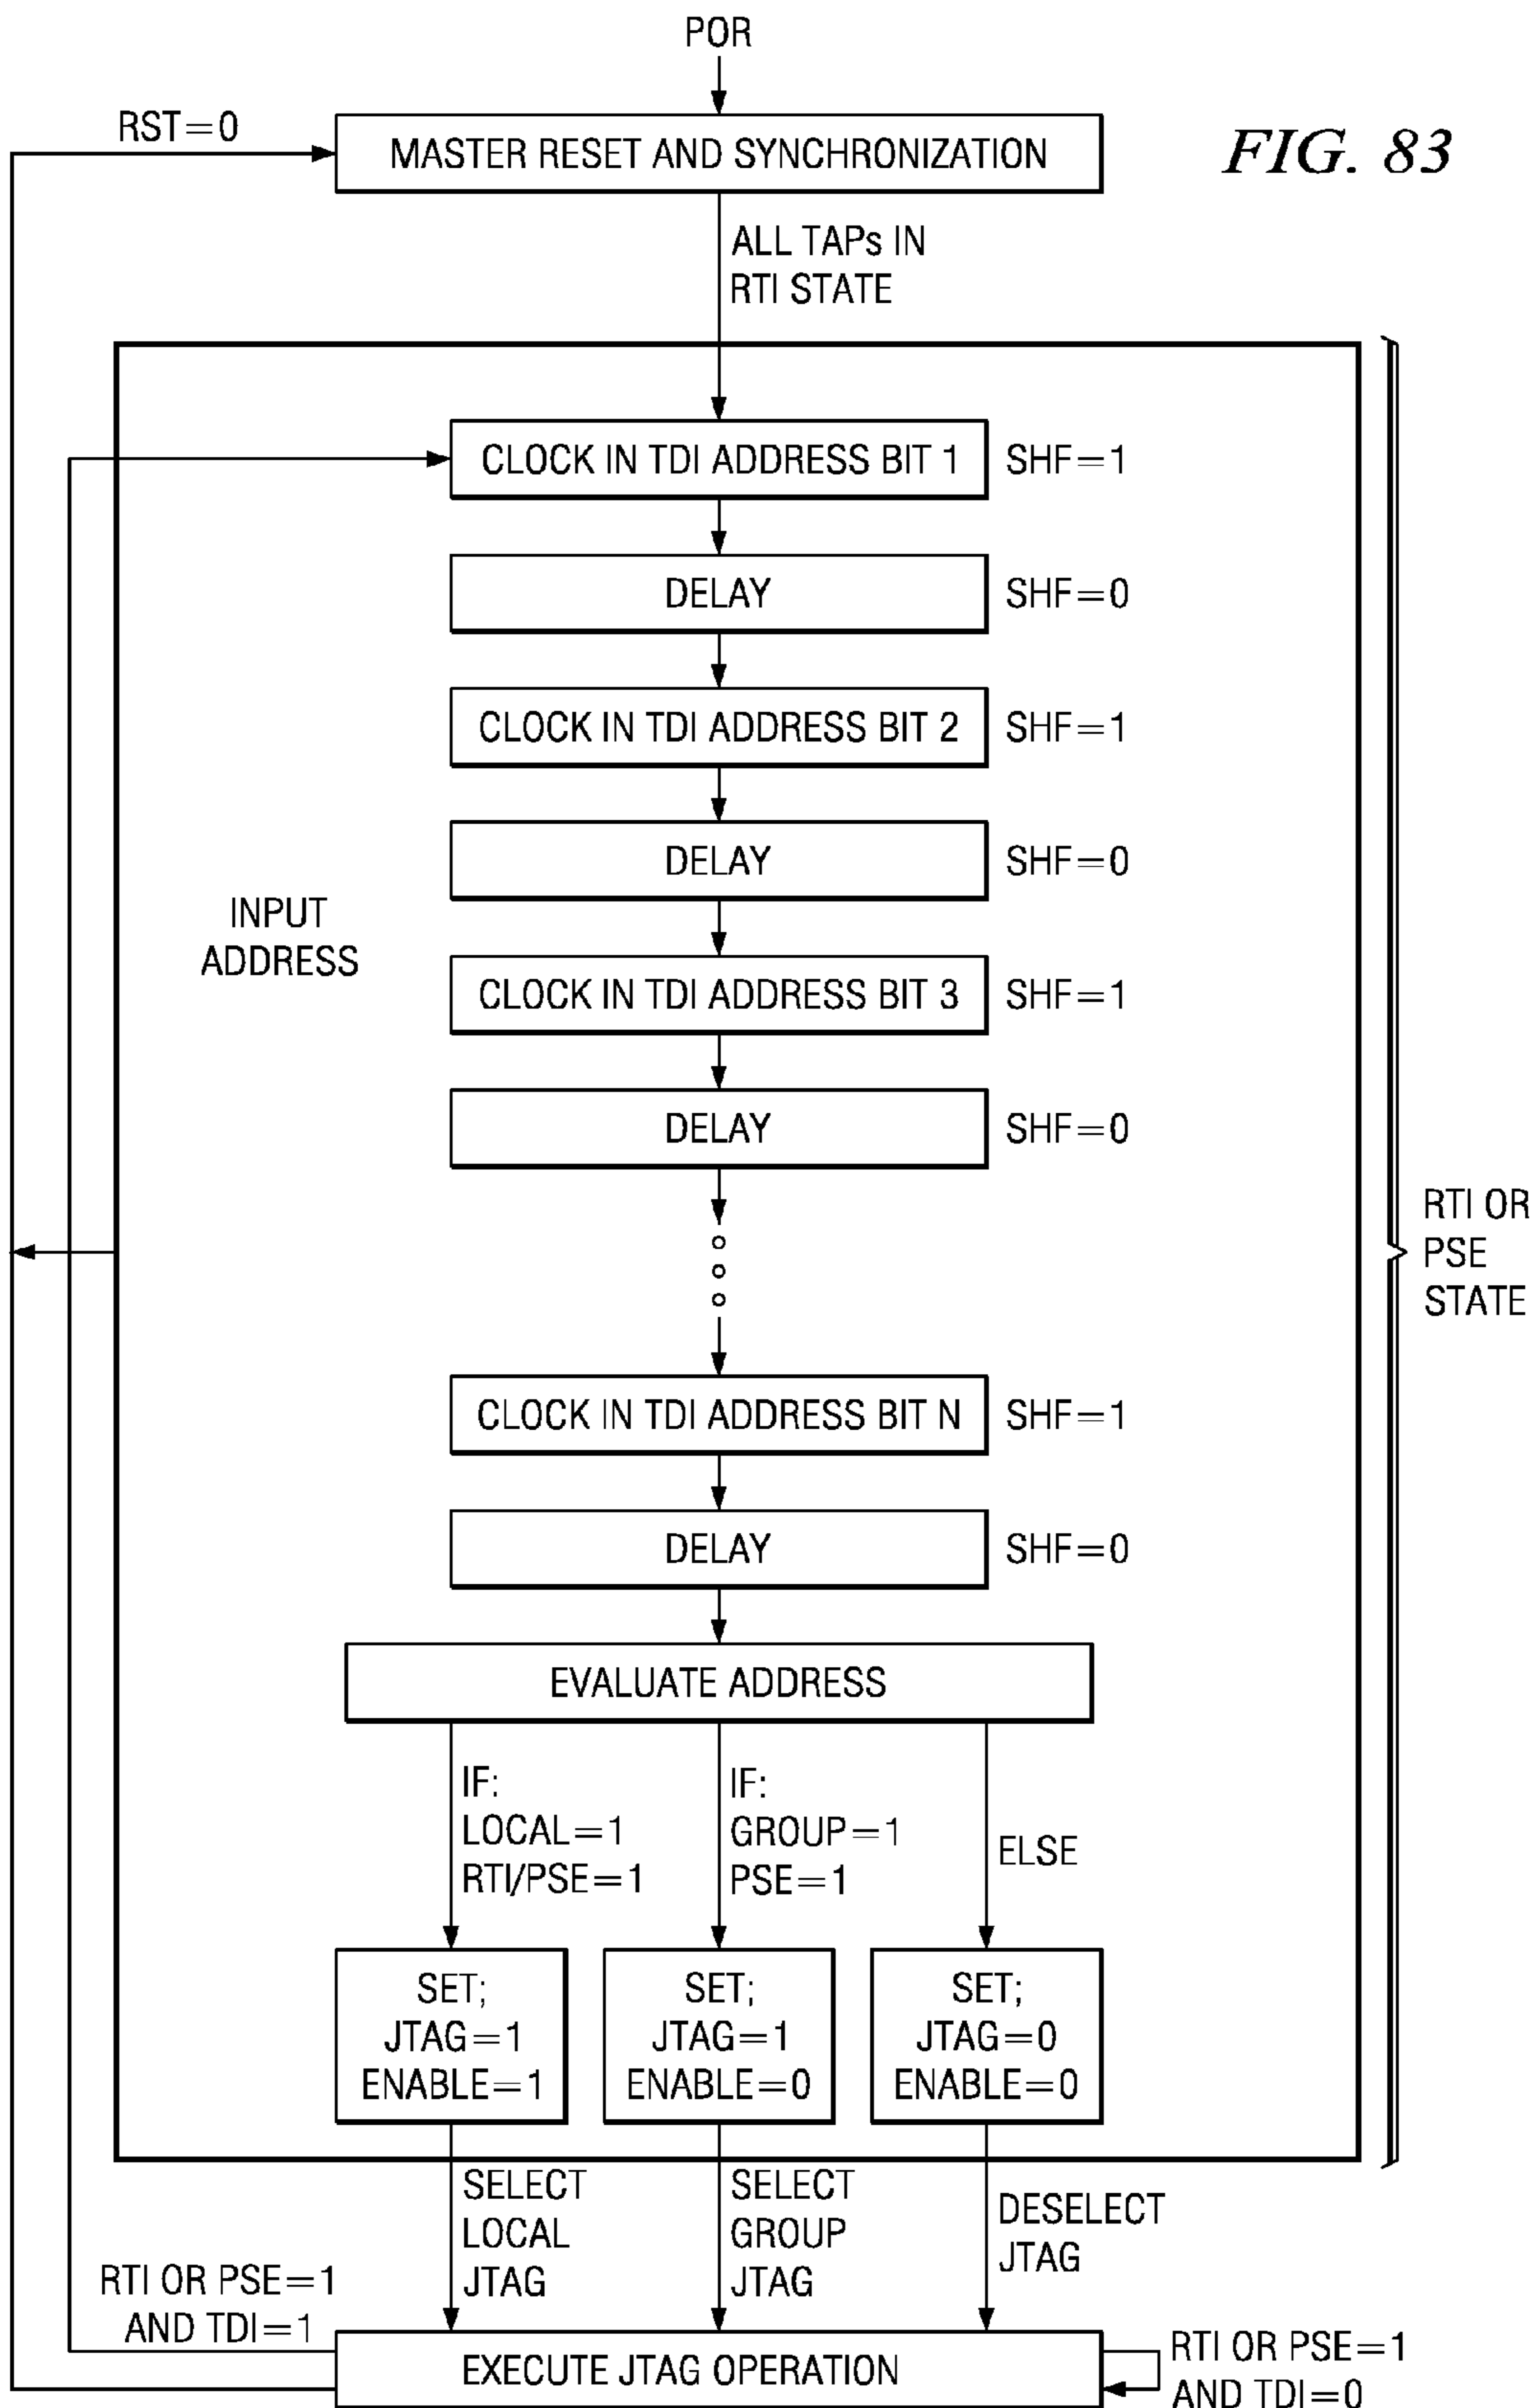 POR
RST=0
MASTER RESET AND SYNCHRONIZATION
FIG. 83
ALL TAPs IN
RTI STATE
CLOCK IN TDI ADDRESS BIT 1
SHF=1
DELAY
SHF=0
CLOCK IN TDI ADDRESS BIT 2
SHF=1
DELAY
SHF=0
INPUT
ADDRESS
CLOCK IN TDI ADDRESS BIT 3
SHF=1
DELAY
SHF=0
RTI OR
PSE
STATE
CLOCK IN TDI ADDRESS BIT N
SHF=1
DELAY
SHF=0
EVALUATE ADDRESS
IF:
LOCAL=1
RTI/PSE=1
IF:
GROUP=1
PSE=1
ELSE
SET;
JTAG=1
ENABLE=1
SET;
JTAG=1
ENABLE=0
SET;
JTAG=0
ENABLE=0
SELECT
LOCAL
JTAG
SELECT
GROUP
JTAG
DESELECT
JTAG
RTI OR PSE=1
AND TDI=1
EXECUTE JTAG OPERATION
RTI OR PSE=1
AND TDI=0